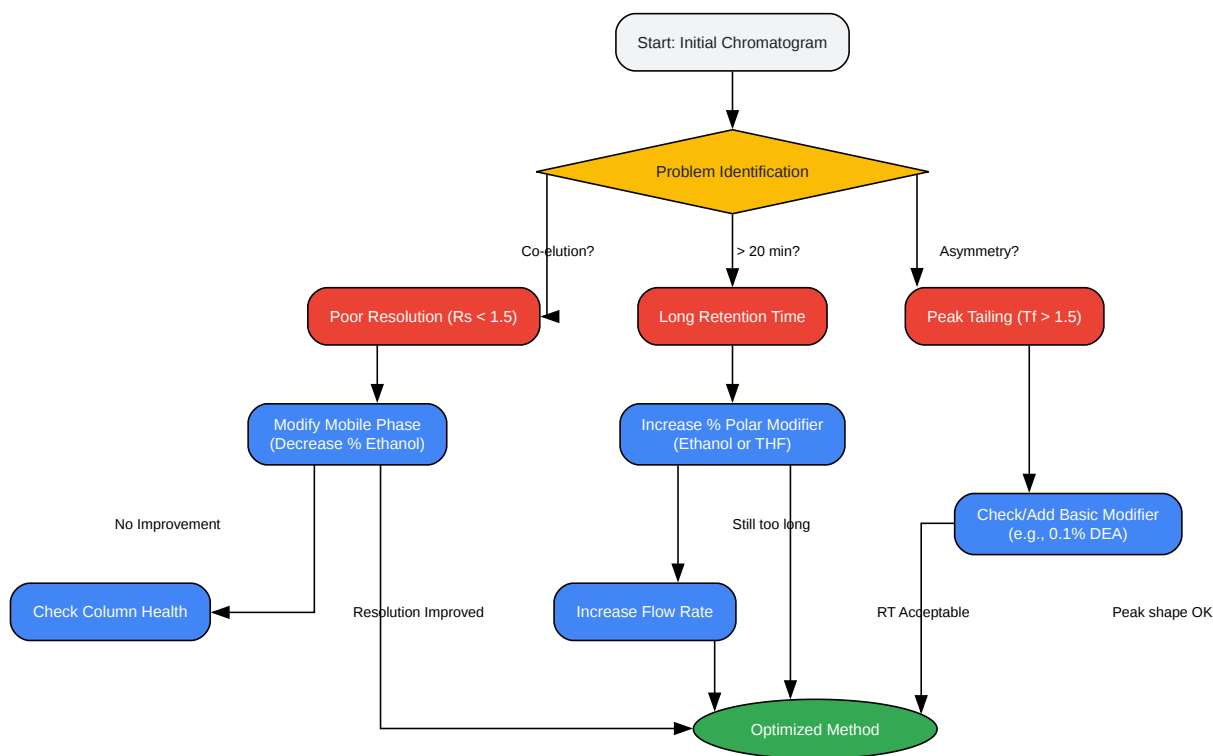 Start: Initial Chromatogram
Problem Identification
Co-elution?
> 20 min?
Asymmetry?
Poor Resolution (Rs < 1.5)
Long Retention Time
Peak Tailing (Tf > 1.5)
Modify Mobile Phase
(Decrease % Ethanol)
Increase % Polar Modifier
(Ethanol or THF)
Check/Add Basic Modifier
(e.g., 0.1% DEA)
No Improvement
Still too long
Check Column Health
Resolution Improved
Increase Flow Rate
RT Acceptable
Peak shape OK
Optimized Method